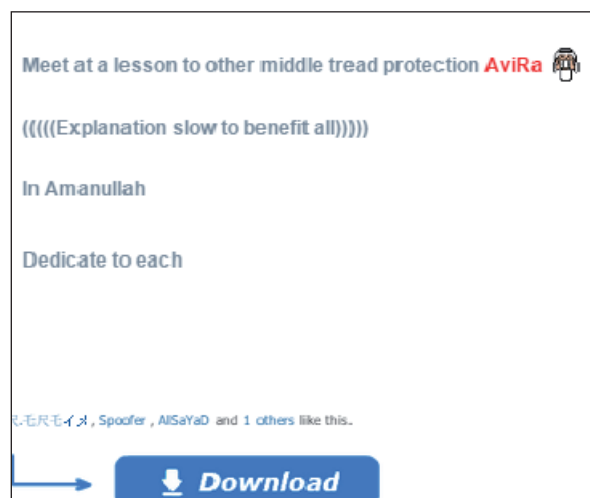 Meet at a lesson to other middle tread protection AviRa
(((((Explanation slow to benefit all)))))
In Amanullah
Dedicate to each
, Spoofer , AlSaYaD and 1 others like this.
Download